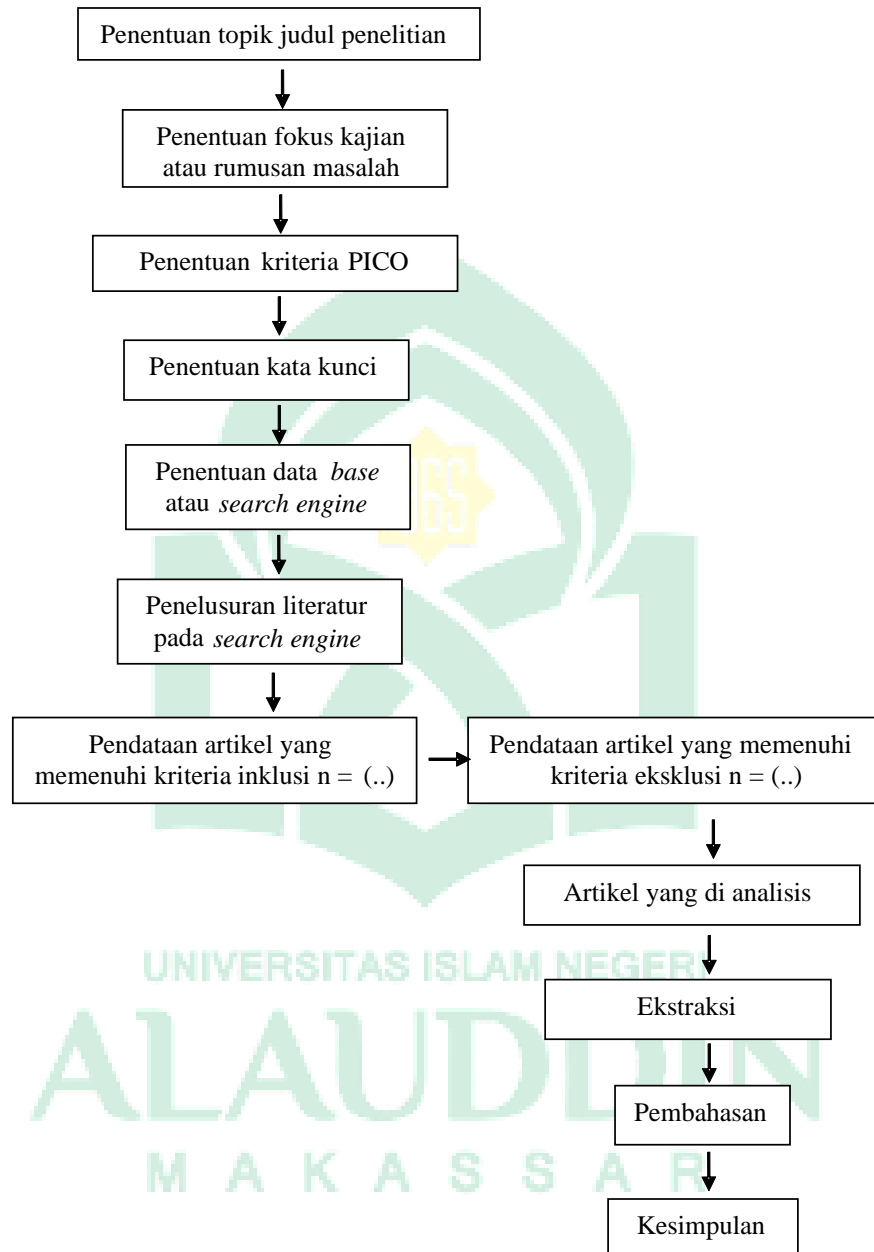 Penentuan topik judul penelitian
Penentuan fokus kajian
atau rumusan masalah
Penentuan kriteria PICO
Penentuan kata kunci
Penentuan data base
atau search engine
Penelusuran literatur
pada search engine
Pendataan artikel yang
memenuhi kriteria inklusi n = (..)
Pendataan artikel yang memenuhi
kriteria eksklusi n = (..)
Artikel yang di analisis
UNIVERSITAS ISLAM NEGERI
Ekstraksi
ALAUDDIN
Pembahasan
MAKASSAR
Kesimpulan